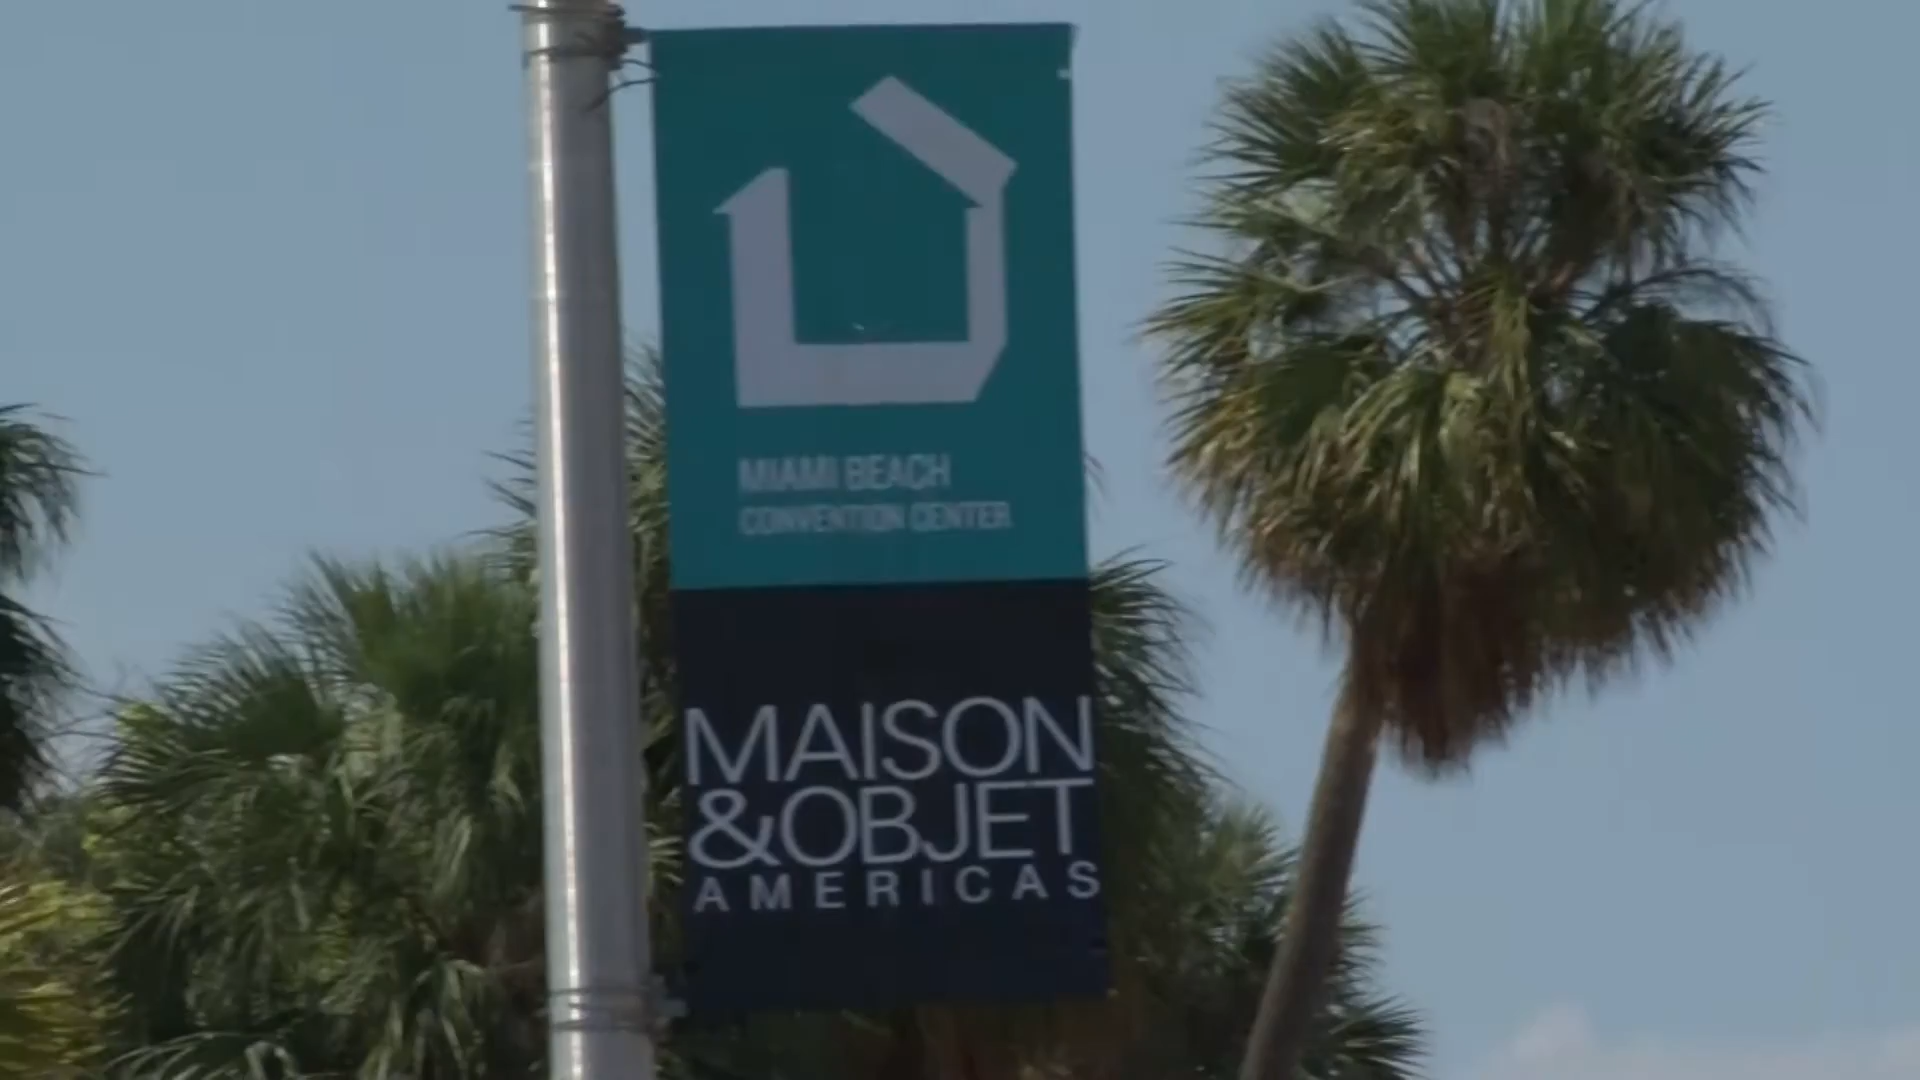 MIAMI BEACH
CONVENTION CENTER
MAISON
&OBJET
AMERICAS